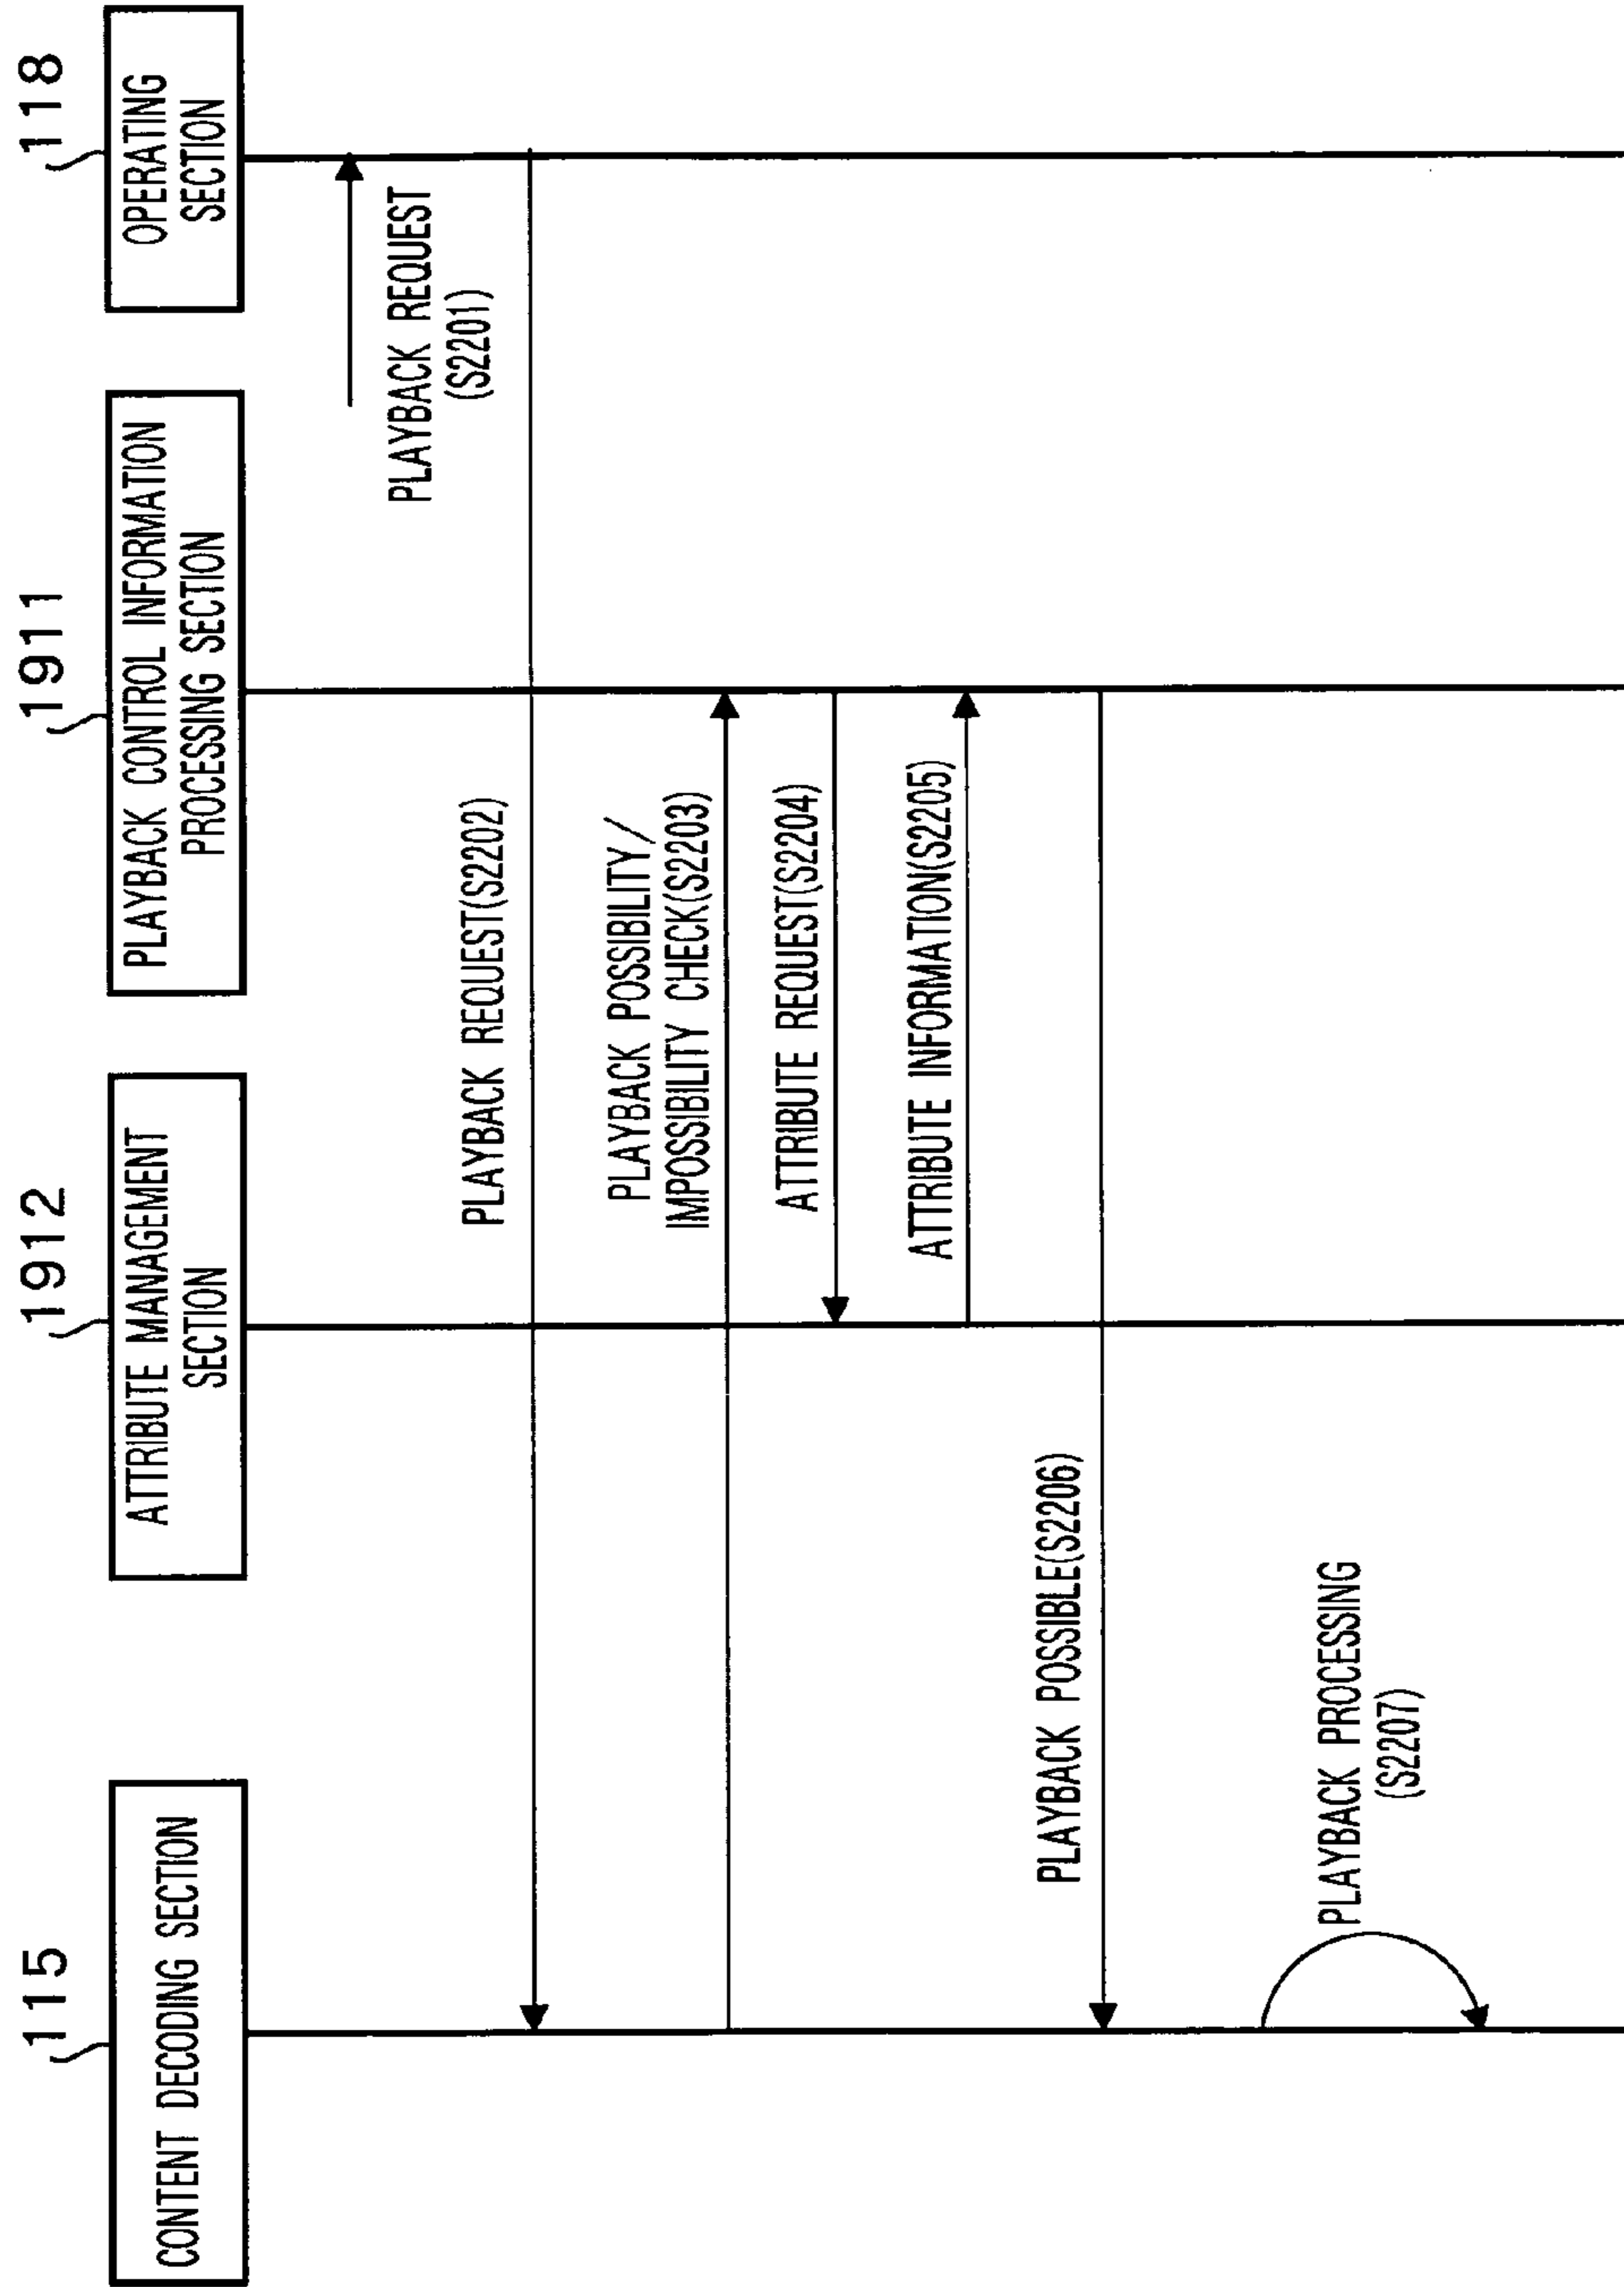 115
1912
1911
118
CONTENT DECODING SECTION
ATTRIBUTE MANAGEMENT
SECTION
PLAYBACK CONTROL INFORMATION
PROCESSING SECTION
OPERATING
SECTION
PLAYBACK REQUEST
(S2201)
PLAYBACK REQUEST(S2202)
PLAYBACK POSSIBILITY/
IMPOSSIBILITY CHECK(S2203)
ATTRIBUTE REQUEST(S2204)
ATTRIBUTE INFORMATION(S2205)
PLAYBACK POSSIBLE(S2206)
PLAYBACK PROCESSING
(S2207)